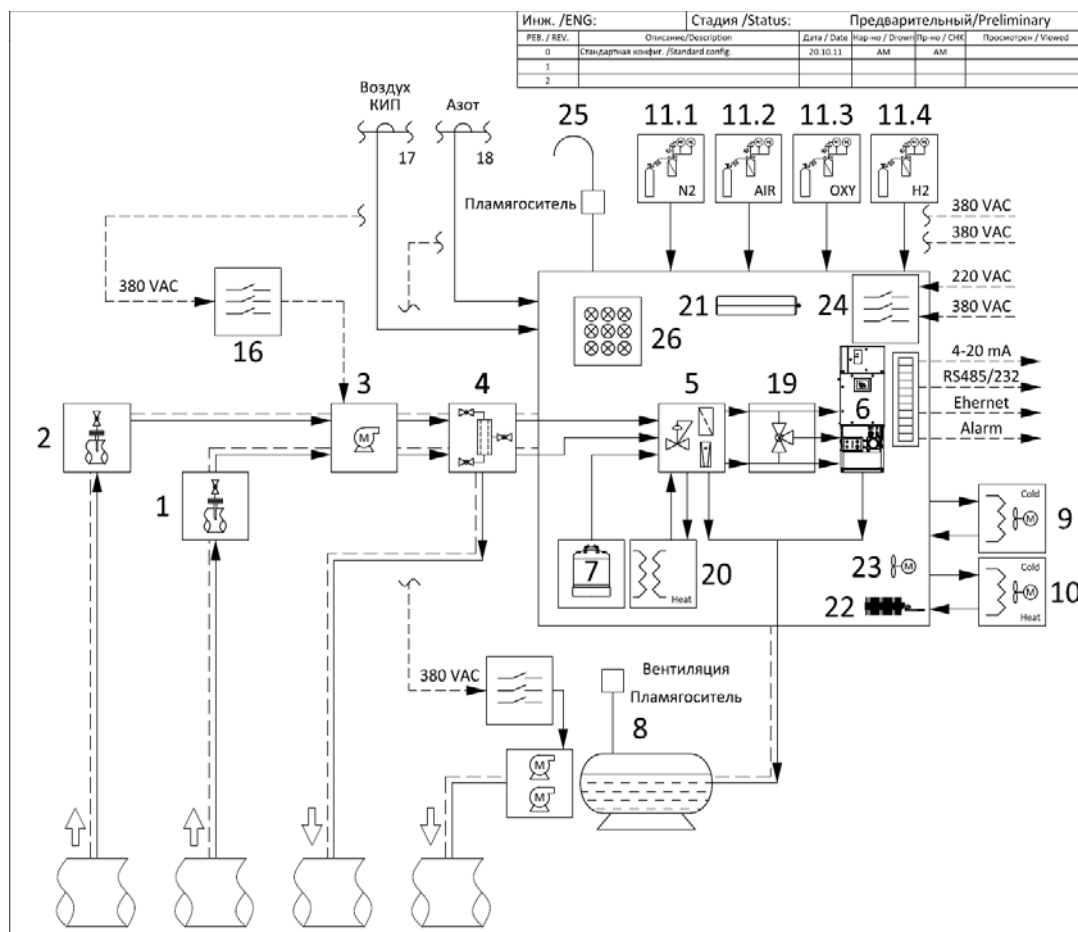 Инж. /ENG: Стадия /Status: Предварительный/Preliminary
РЕВ. / REV. Описание/Description Дата / Date Нар-но / Drown Пр-но / CHK Просмотрен / Viewed
0 Стандартная конфиг. /Standard config. 20.10.11 AM AM
1
2
Воздух
КИП
Азот
25
11.1
11.2
11.3
11.4
17
18
N2
AIR
OXY
H2
Пламягоситель
380 VAC
380 VAC
380 VAC
16
21
24
220 VAC
380 VAC
26
4-20 mA
RS485/232
Ehernet
Alarm
3
M
4
5
19
6
2
1
7
20
Heat
23
M
22
Cold
M
9
Cold
M
Heat
10
380 VAC
Вентиляция
Пламягоситель
8
M
M